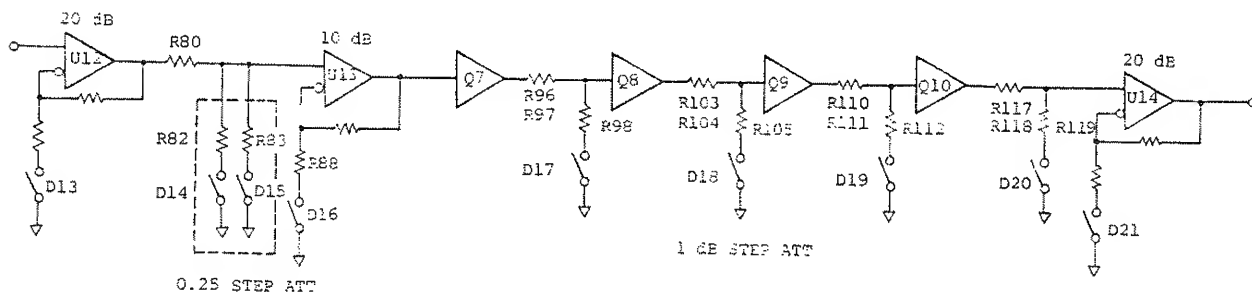 20 dB
U12
R80
10 dB
U13
Q7
R96
R97
Q8
R98
R103
R104
Q9
R105
R110
R111
Q10
R112
R117
R118
R119
20 dB
U14
R82
R83
R88
D13
D14
D15
D16
D17
D18
D19
D20
D21
0.25 STEP ATT
1 dB STEP ATT